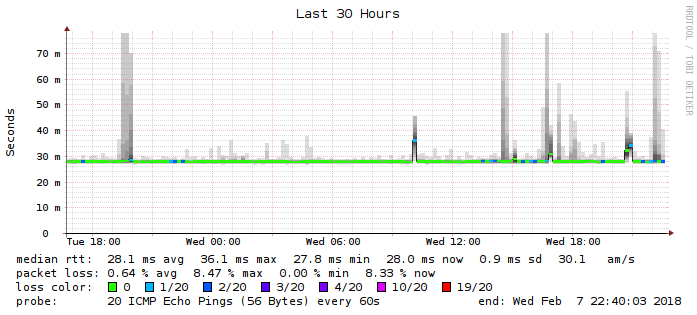 Last 30 Hours
RRDTOOL / TOBI OETIKER
Seconds
70 m
60 m
50 m
40 m
30 m
20 m
10 m
0
Tue 18:00 Wed 00:00 Wed 06:00 Wed 12:00 Wed 18:00
median rtt: 28.1 ms avg 36.1 ms max 27.8 ms min 28.0 ms now 0.9 ms sd 30.1 am/s
packet loss: 0.64 % avg 8.47 % max 0.00 % min 8.33 % now
loss color: 0 1/20 2/20 3/20 4/20 10/20 19/20
probe: 20 ICMP Echo Pings (56 Bytes) every 60s end: Wed Feb 7 22:40:03 2018